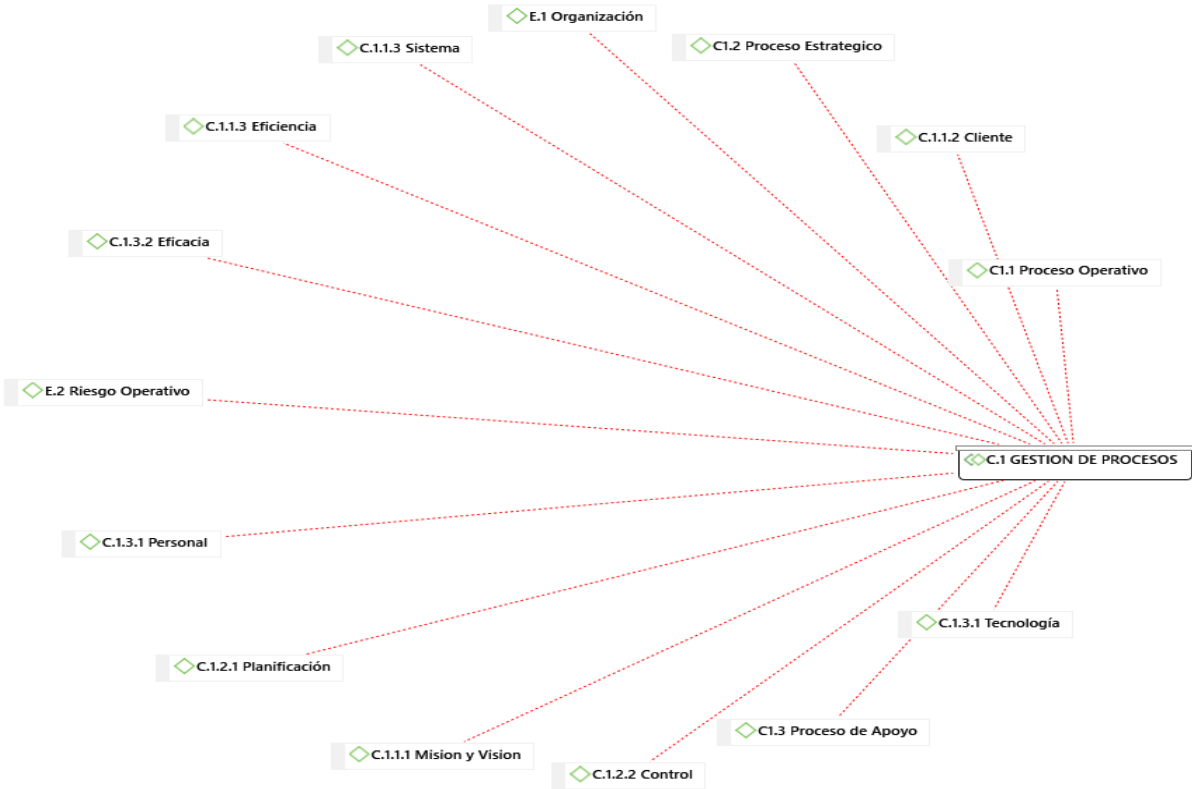 E.1 Organización
C1.2 Proceso Estrategico
C.1.1.3 Sistema
C.1.1.3 Eficiencia
C.1.1.2 Cliente
C.1.3.2 Eficacia
C1.1 Proceso Operativo
E.2 Riesgo Operativo
C.1 GESTION DE PROCESOS
C.1.3.1 Personal
C.1.3.1 Tecnología
C.1.2.1 Planificación
C1.3 Proceso de Apoyo
C.1.1.1 Mision y Vision
C.1.2.2 Control